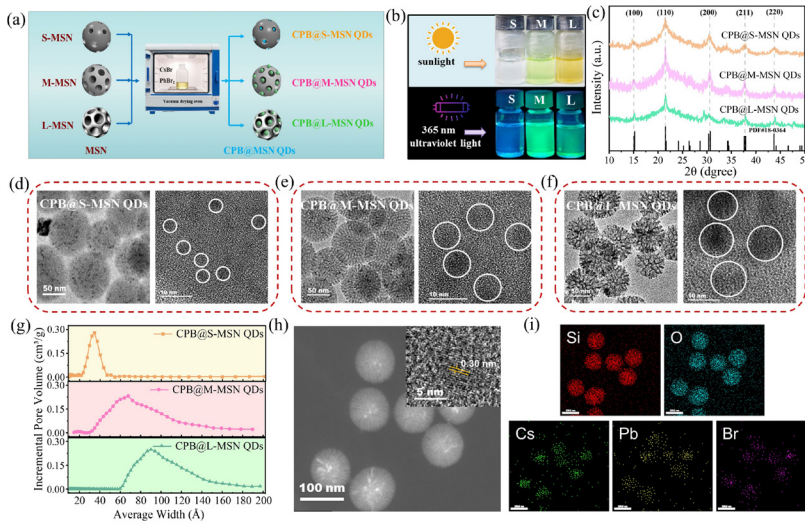 (a)
S-MSN
M-MSN
L-MSN
MSN
CsBr
PbBr₂
Vacuum drying oven
CPB@S-MSN QDs
CPB@M-MSN QDs
CPB@L-MSN QDs
CPB@MSN QDs
(b)
sunlight
S M L
365 nm
ultraviolet light
S M L
(c)
Intensity (a.u.)
(100) (110) (200) (211) (220)
CPB@S-MSN QDs
CPB@M-MSN QDs
CPB@L-MSN QDs
PDF#18-0364
10 15 20 25 30 35 40 45 50
2θ (dgree)
(d)
CPB@S-MSN QDs
50 nm
10 nm
(e)
CPB@M-MSN QDs
50 nm
10 nm
(f)
CPB@L-MSN QDs
50 nm
10 nm
(g)
Incremental Pore Volume (cm³/g)
0.30
0.15
0.00
CPB@S-MSN QDs
0.30
0.15
0.00
CPB@M-MSN QDs
0.30
0.15
0.00
CPB@L-MSN QDs
0 20 40 60 80 100 120 140 160 180 200
Average Width (Å)
(h)
0.30 nm
5 nm
100 nm
(i)
Si
O
Cs
Pb
Br